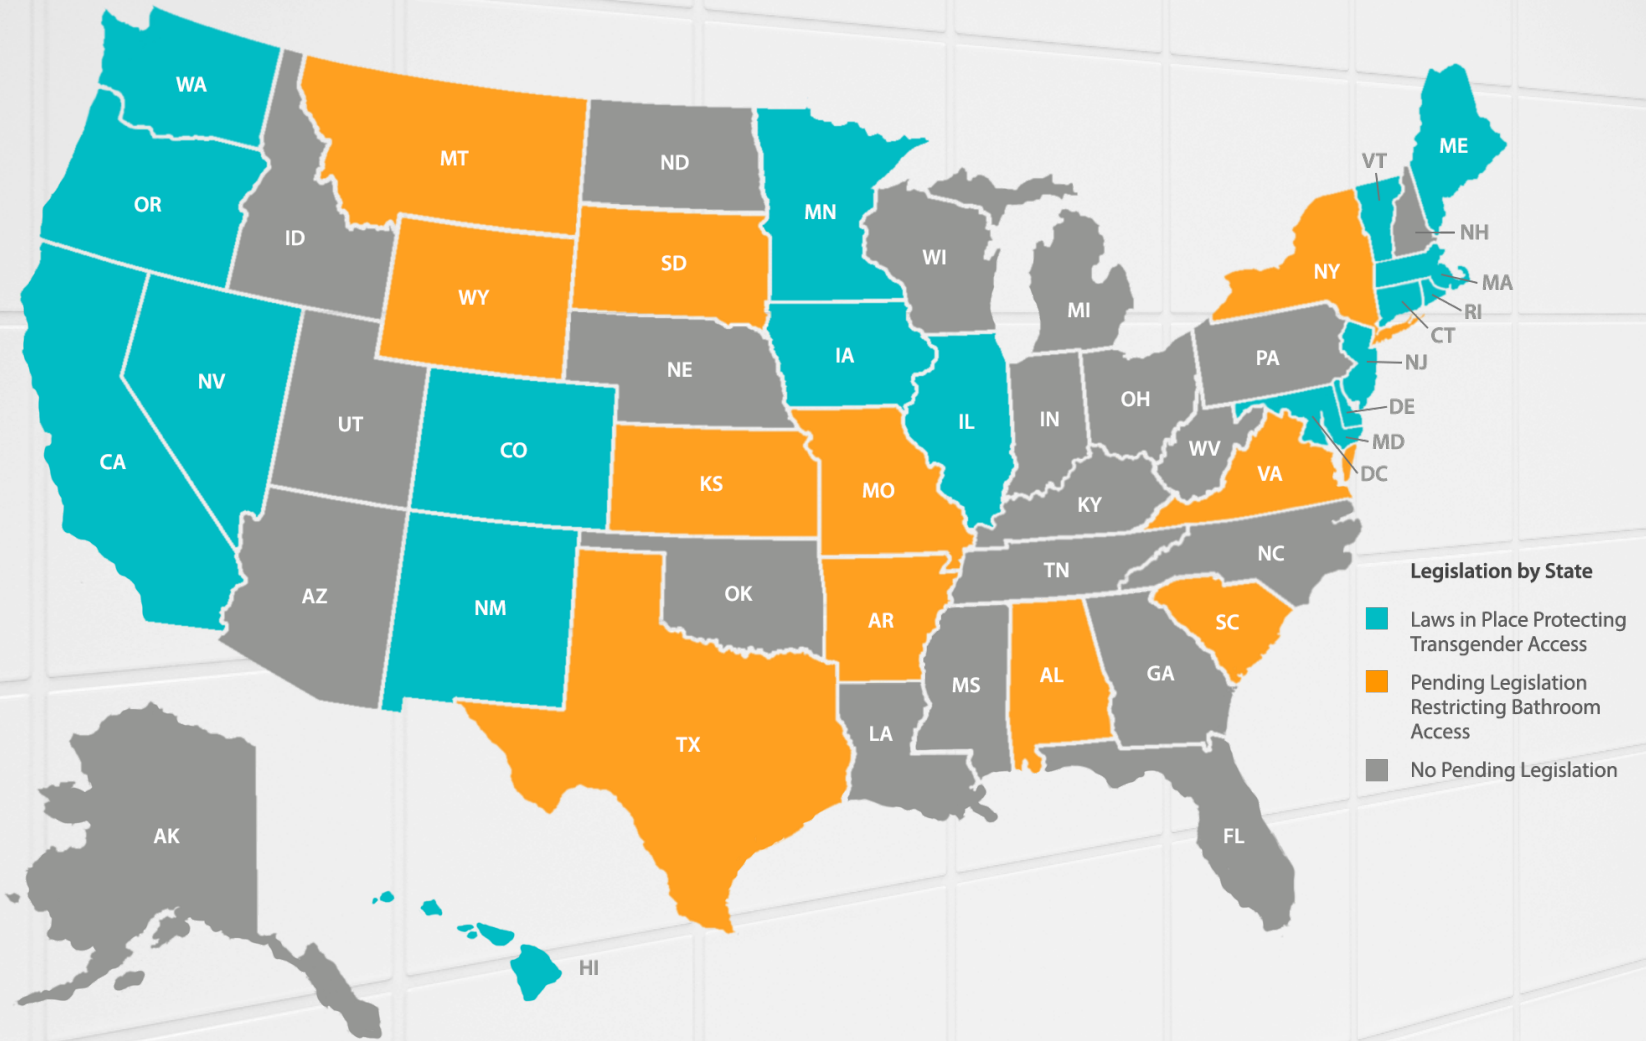 WA
OR
CA
NV
ID
MT
WY
UT
CO
AZ
NM
ND
SD
NE
KS
OK
TX
MN
IA
MO
AR
LA
WI
IL
MI
IN
OH
KY
TN
MS
AL
GA
FL
SC
NC
VA
WV
PA
NY
VT
ME
NH
MA
RI
CT
NJ
DE
MD
DC
AK
HI
Legislation by State
Laws in Place Protecting
Transgender Access
Pending Legislation
Restricting Bathroom
Access
No Pending Legislation